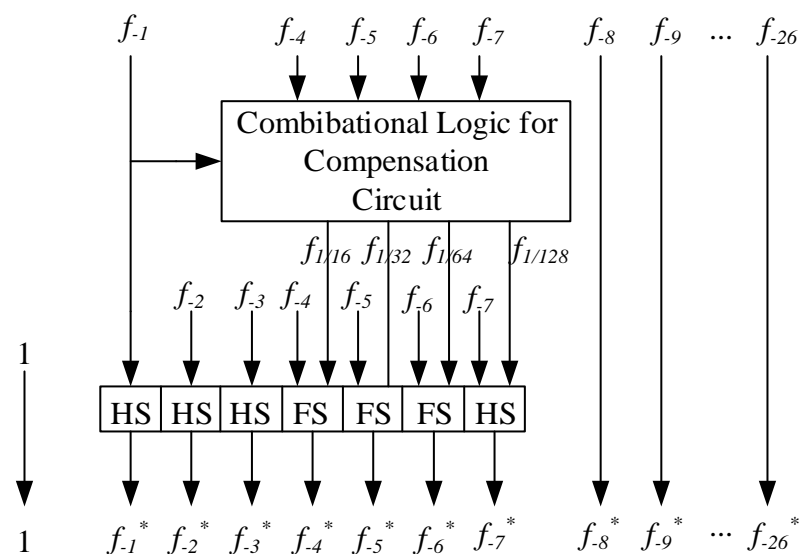 f-1 f-4 f-5 f-6 f-7 f-8 f-9 ... f-26
Combibational Logic for
Compensation
Circuit
f1/16 f1/32 f1/64 f1/128
f-2 f-3 f-4 f-5 f-6 f-7
1
HS HS HS FS FS FS HS
1 f-1* f-2* f-3* f-4* f-5* f-6* f-7* f-8* f-9* ... f-26*